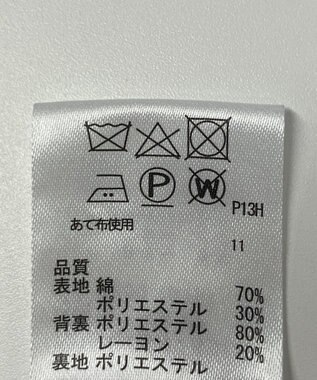 P W P13H
あて布使用
11
品質
表地 綿 70%
ポリエステル 30%
背裏 ポリエステル 80%
レーヨン 20%
裏地 ポリエステル